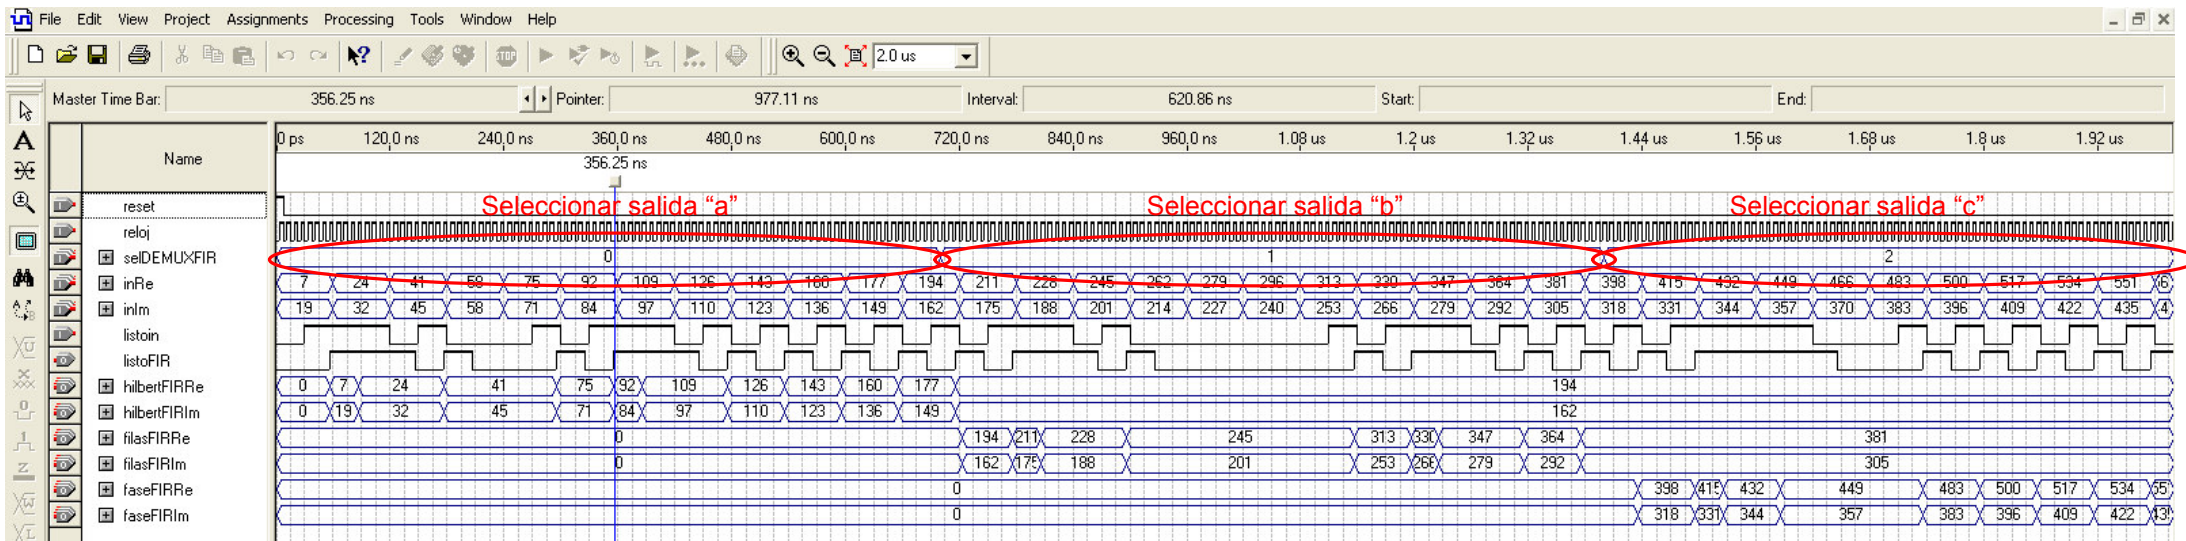 File Edit View Project Assignments Processing Tools Window Help
2.0 us
Master Time Bar: 356.25 ns Pointer: 977.11 ns Interval: 620.86 ns Start: End:
Name 0 ps 120.0 ns 240.0 ns 360.0 ns 480.0 ns 600.0 ns 720.0 ns 840.0 ns 960.0 ns 1.08 us 1.2 us 1.32 us 1.44 us 1.56 us 1.68 us 1.8 us 1.92 us
356.25 ns
reset Seleccionar salida “a” Seleccionar salida “b” Seleccionar salida “c”
reloj
selDEMUXFIR 0 1 2
inRe 7 24 41 58 75 92 109 126 143 160 177 194 211 228 245 262 279 296 313 330 347 364 381 398 415 432 449 466 483 500 517 534 551
inIm 19 32 45 58 71 84 97 110 123 136 149 162 175 188 201 214 227 240 253 266 279 292 305 318 331 344 357 370 383 396 409 422 435
listoin
listoFIR
hilbertFIRRe 0 7 24 41 75 92 109 126 143 160 177 194
hilbertFIRIm 0 19 32 45 71 84 97 110 123 136 149 162
filasFIRRe 0 194 211 228 245 313 330 347 364 381
filasFIRIm 0 162 175 188 201 253 266 279 292 305
faseFIRRe 0 398 415 432 449 483 500 517 534
faseFIRIm 0 318 331 344 357 383 396 409 422